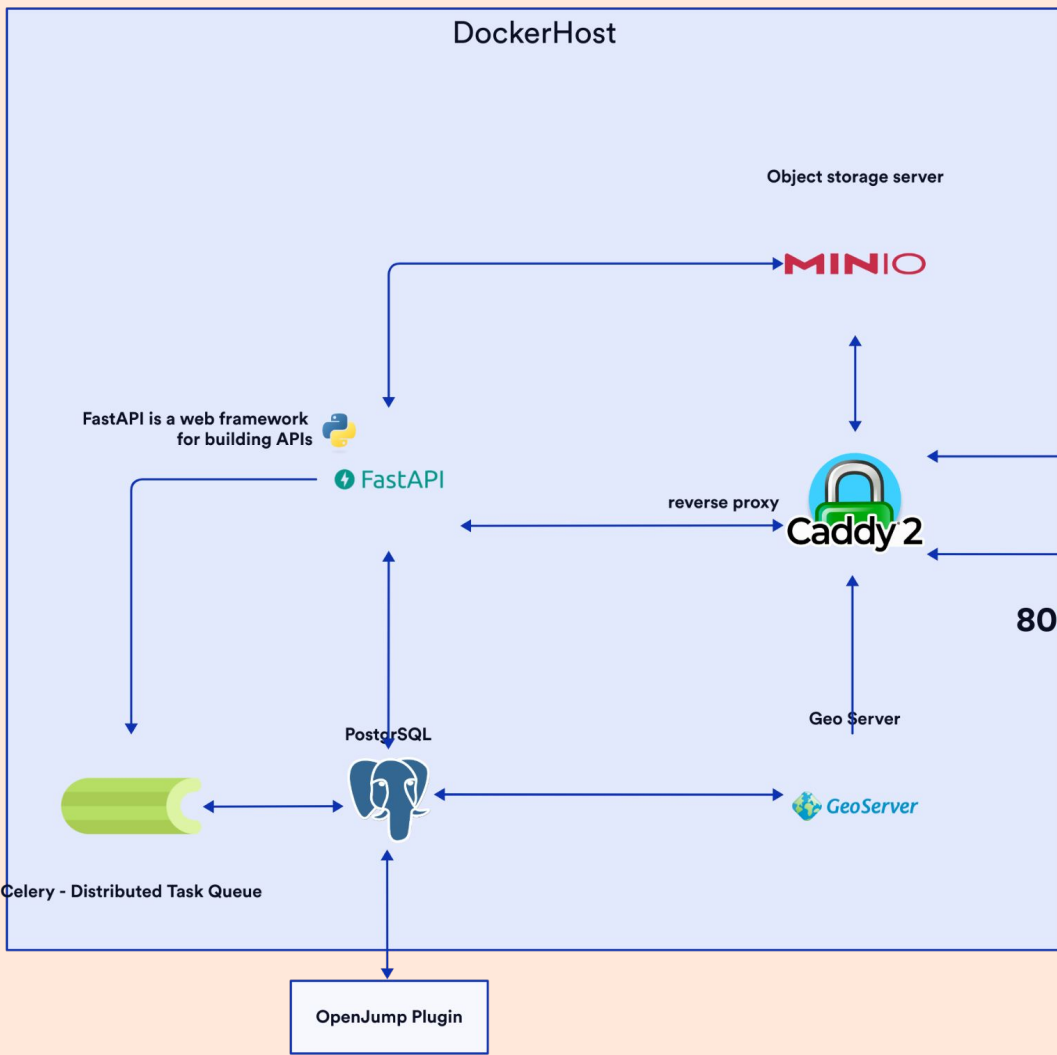 DockerHost
Object storage server
MINIO
FastAPI is a web framework
for building APIs
FastAPI
reverse proxy
Caddy 2
80
Geo Server
PostgrSQL
GeoServer
Celery - Distributed Task Queue
OpenJump Plugin